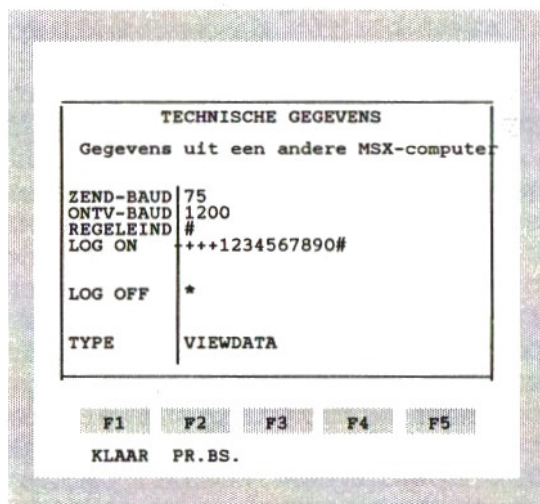 TECHNISCHE GEGEVENS
Gegevens uit een andere MSX-computer
ZEND-BAUD 75
ONTV-BAUD 1200
REGELEIND #
LOG ON ++++1234567890#
LOG OFF *
TYPE VIEWDATA
F1 F2 F3 F4 F5
KLAAR PR.BS.